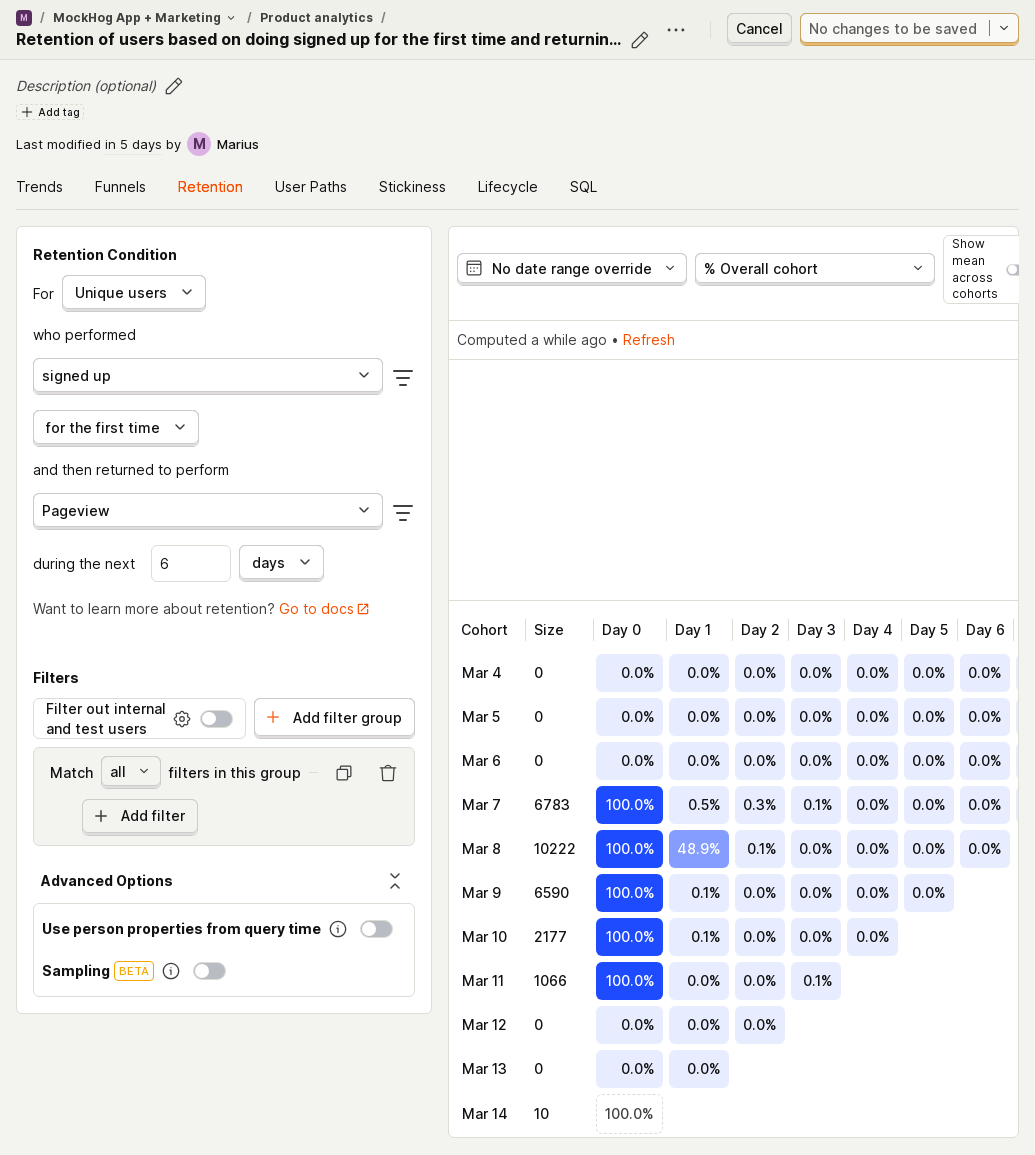 M / MockHog App + Marketing / Product analytics /
Retention of users based on doing signed up for the first time and returnin...
Cancel
No changes to be saved
Description (optional)
Add tag
Last modified in 5 days by M Marius
Trends Funnels Retention User Paths Stickiness Lifecycle SQL
Retention Condition
For Unique users
who performed
signed up
for the first time
and then returned to perform
Pageview
during the next 6 days
Want to learn more about retention? Go to docs
Filters
Filter out internal
and test users
Add filter group
Match all filters in this group
Add filter
Advanced Options
Use person properties from query time
Sampling BETA
No date range override
% Overall cohort
Show
mean
across
cohorts
Computed a while ago • Refresh
Cohort Size Day 0 Day 1 Day 2 Day 3 Day 4 Day 5 Day 6
Mar 4 0 0.0% 0.0% 0.0% 0.0% 0.0% 0.0% 0.0%
Mar 5 0 0.0% 0.0% 0.0% 0.0% 0.0% 0.0% 0.0%
Mar 6 0 0.0% 0.0% 0.0% 0.0% 0.0% 0.0% 0.0%
Mar 7 6783 100.0% 0.5% 0.3% 0.1% 0.0% 0.0% 0.0%
Mar 8 10222 100.0% 48.9% 0.1% 0.0% 0.0% 0.0% 0.0%
Mar 9 6590 100.0% 0.1% 0.0% 0.0% 0.0% 0.0%
Mar 10 2177 100.0% 0.1% 0.0% 0.0% 0.0%
Mar 11 1066 100.0% 0.0% 0.0% 0.1%
Mar 12 0 0.0% 0.0% 0.0%
Mar 13 0 0.0% 0.0%
Mar 14 10 100.0%